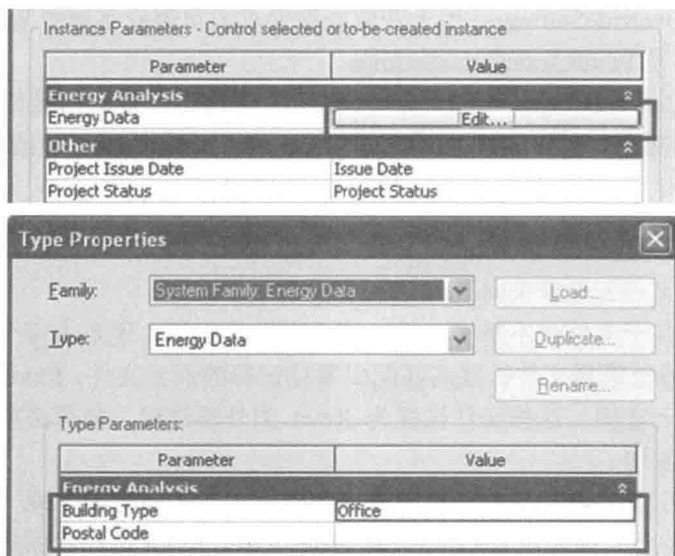 Instance Parameters - Control selected or to-be-created instance
Parameter Value
Energy Analysis
Energy Data Edit...
Other
Project Issue Date Issue Date
Project Status Project Status
Type Properties
Family: System Family: Energy Data Load...
Type: Energy Data Duplicate...
Rename...
Type Parameters:
Parameter Value
Energy Analysis
Building Type Office
Postal Code